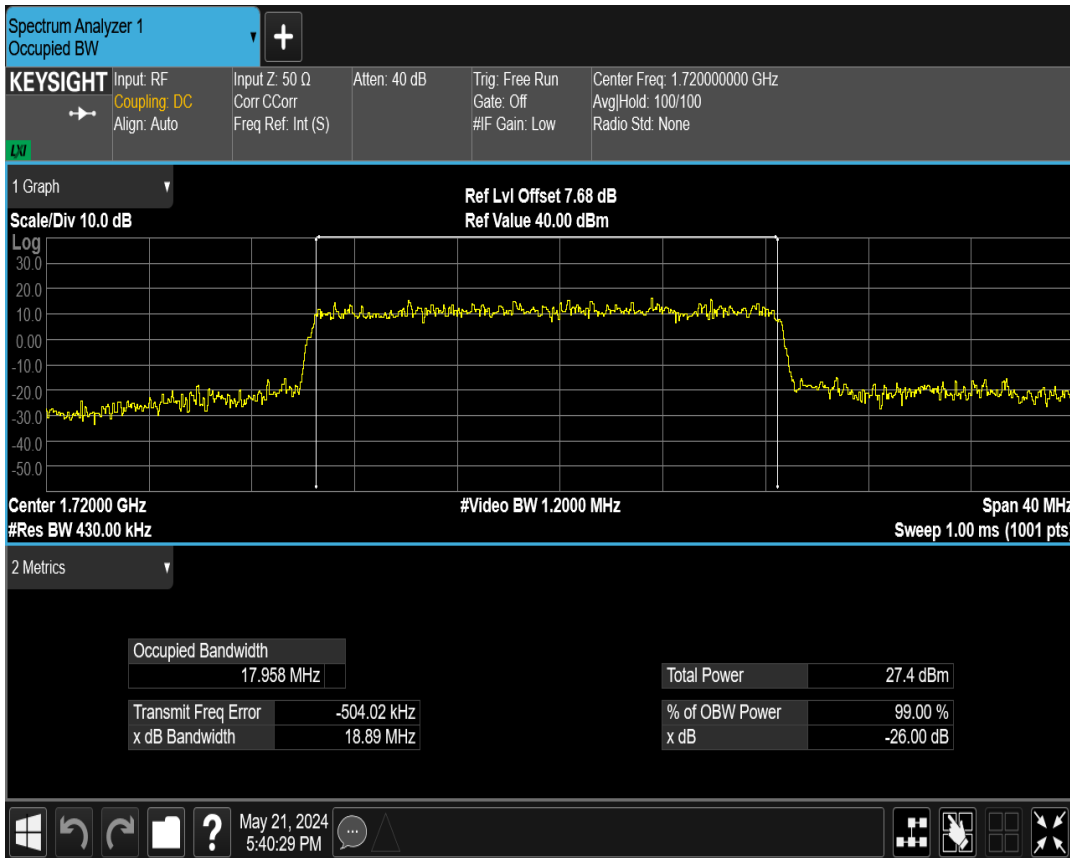 Spectrum Analyzer 1
Occupied BW
+
KEYSIGHT
Input: RF
Coupling: DC
Align: Auto
Input Z: 50 Ω
Corr CCorr
Freq Ref: Int (S)
Atten: 40 dB
Trig: Free Run
Gate: Off
#IF Gain: Low
Center Freq: 1.720000000 GHz
Avg|Hold: 100/100
Radio Std: None
LXI
1 Graph
Scale/Div 10.0 dB
Ref Lvl Offset 7.68 dB
Ref Value 40.00 dBm
Log
30.0
20.0
10.0
0.00
-10.0
-20.0
-30.0
-40.0
-50.0
Center 1.72000 GHz
#Video BW 1.2000 MHz
Span 40 MHz
#Res BW 430.00 kHz
Sweep 1.00 ms (1001 pts)
2 Metrics
Occupied Bandwidth
17.958 MHz
Total Power 27.4 dBm
Transmit Freq Error -504.02 kHz
% of OBW Power 99.00 %
x dB Bandwidth 18.89 MHz
x dB -26.00 dB
?
May 21, 2024
5:40:29 PM